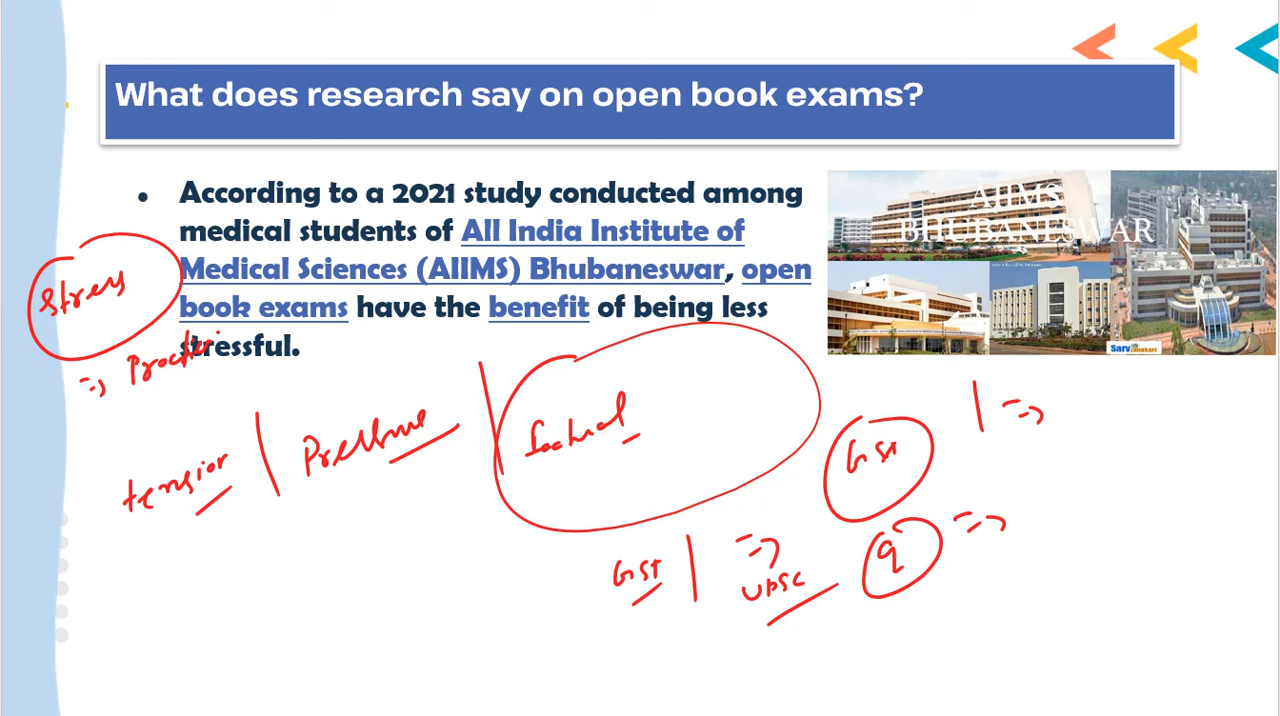 What does research say on open book exams?
• According to a 2021 study conducted among
medical students of All India Institute of
Medical Sciences (AIIMS) Bhubaneswar, open
book exams have the benefit of being less
stressful.
AIIMS
BHUBANESWAR
Stress
=>
tension | Pressure |
GST | =>
GST | => UPSC
q =>